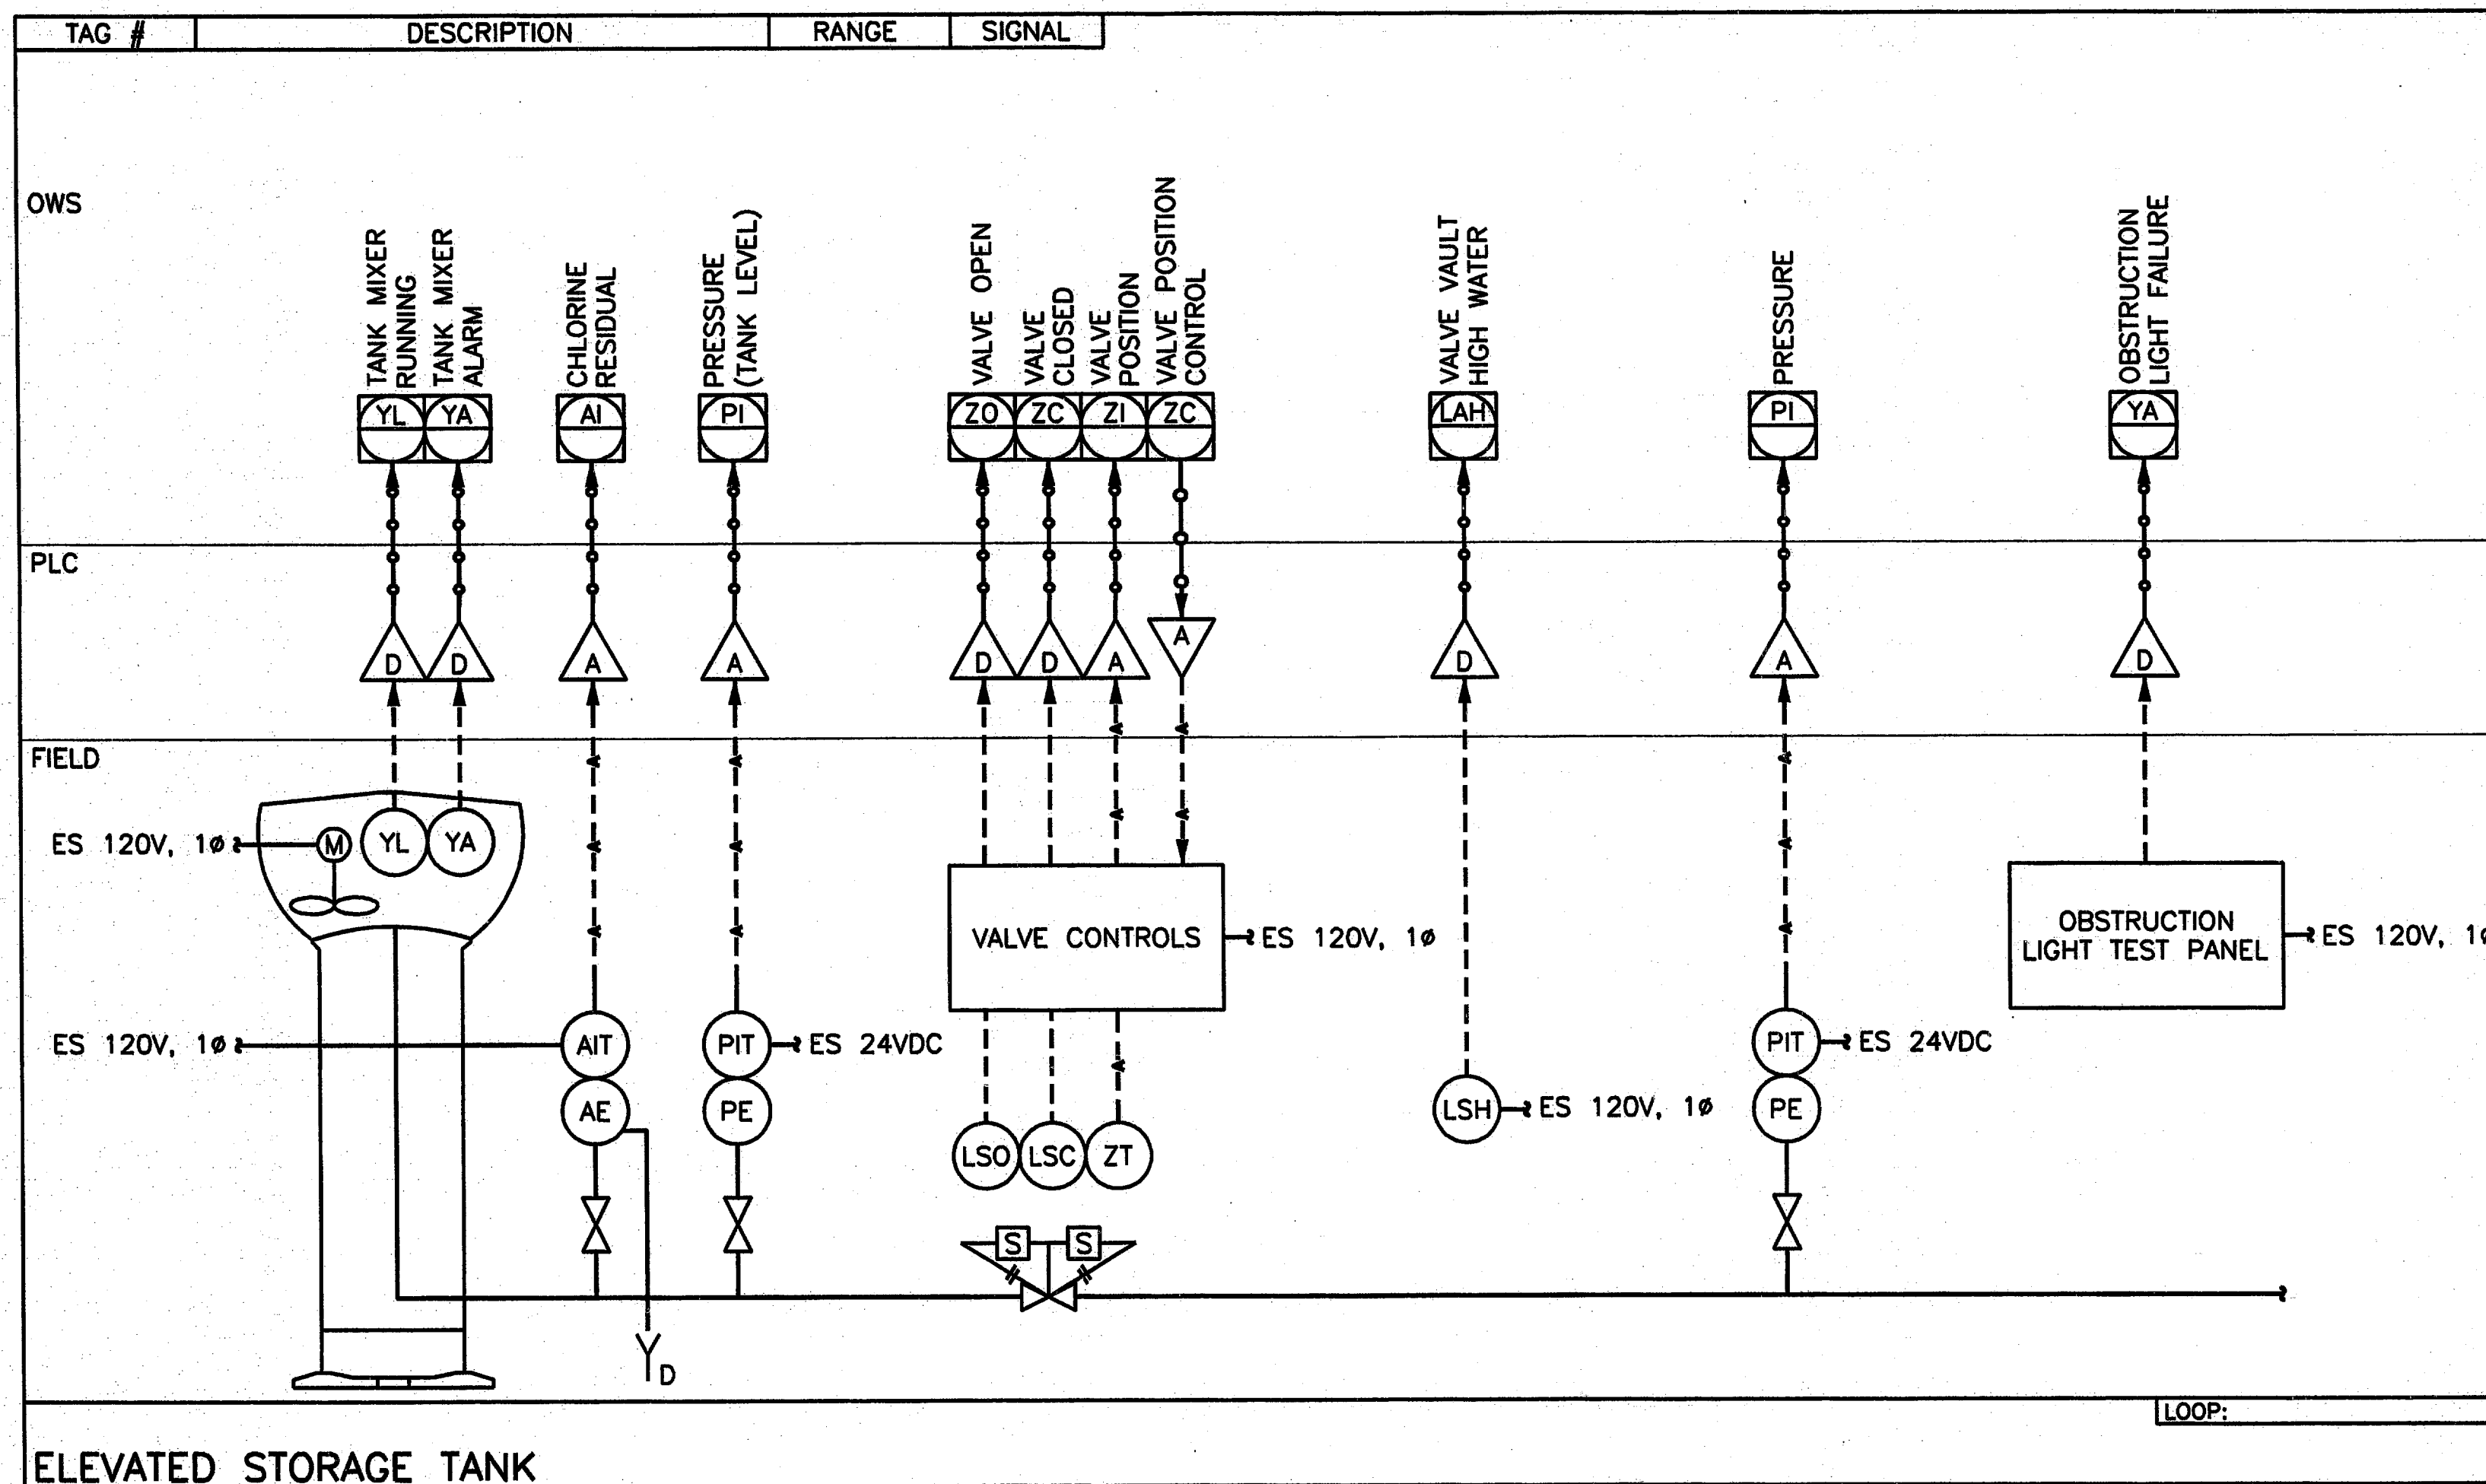 TAG #
DESCRIPTION
RANGE
SIGNAL
OWS
TANK MIXER
RUNNING
TANK MIXER
ALARM
CHLORINE
RESIDUAL
PRESSURE
(TANK LEVEL)
VALVE OPEN
VALVE
CLOSED
VALVE
POSITION
VALVE POSITION
CONTROL
VALVE VAULT
HIGH WATER
PRESSURE
OBSTRUCTION
LIGHT FAILURE
YL
YA
AI
PI
ZO
ZC
ZI
ZC
LAH
PI
YA
PLC
D
D
A
A
D
D
A
A
D
A
D
FIELD
A
A
A
A
A
ES 120V, 1ø
M
YL
YA
A
A
A
A
A
A
A
A
A
VALVE CONTROLS
ES 120V, 1ø
OBSTRUCTION
LIGHT TEST PANEL
ES 120V, 1ø
ES 120V, 1ø
AIT
PIT
ES 24VDC
A
PIT
ES 24VDC
AE
PE
LSH
ES 120V, 1ø
PE
LSO
LSC
ZT
S
S
D
LOOP:
ELEVATED STORAGE TANK